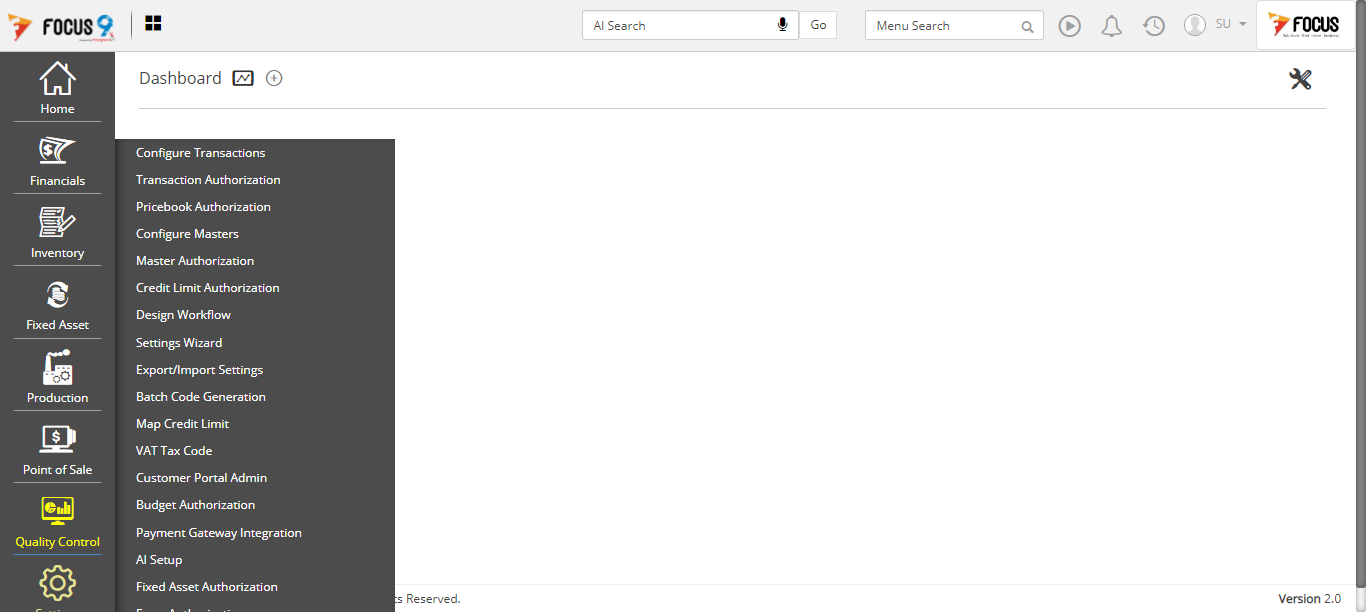 FOCUS 9
AI Search
Go
Menu Search
SU
FOCUS
Dashboard
Home
Financials
Inventory
Fixed Asset
Production
Point of Sale
Quality Control
Configure Transactions
Transaction Authorization
Pricebook Authorization
Configure Masters
Master Authorization
Credit Limit Authorization
Design Workflow
Settings Wizard
Export/Import Settings
Batch Code Generation
Map Credit Limit
VAT Tax Code
Customer Portal Admin
Budget Authorization
Payment Gateway Integration
AI Setup
Fixed Asset Authorization
ts Reserved.
Version 2.0